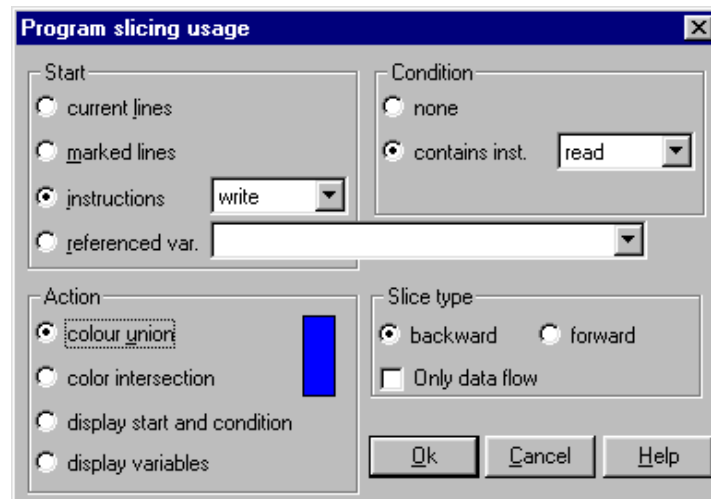 Program slicing usage
Start
current lines
marked lines
instructions write
referenced var.
Condition
none
contains inst. read
Action
colour union
color intersection
display start and condition
display variables
Slice type
backward forward
Only data flow
Ok Cancel Help